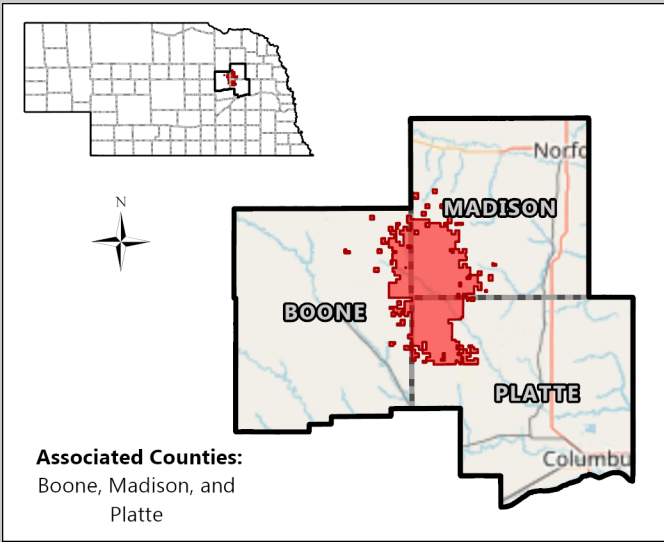 N
Norfo
MADISON
BOONE
PLATTE
Columbu
Associated Counties:
Boone, Madison, and
Platte